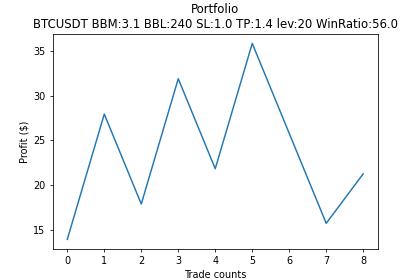 Portfolio
BTCUSDT BBM:3.1 BBL:240 SL:1.0 TP:1.4 lev:20 WinRatio:56.0
35
30
25
20
15
Profit ($)
0 1 2 3 4 5 6 7 8
Trade counts